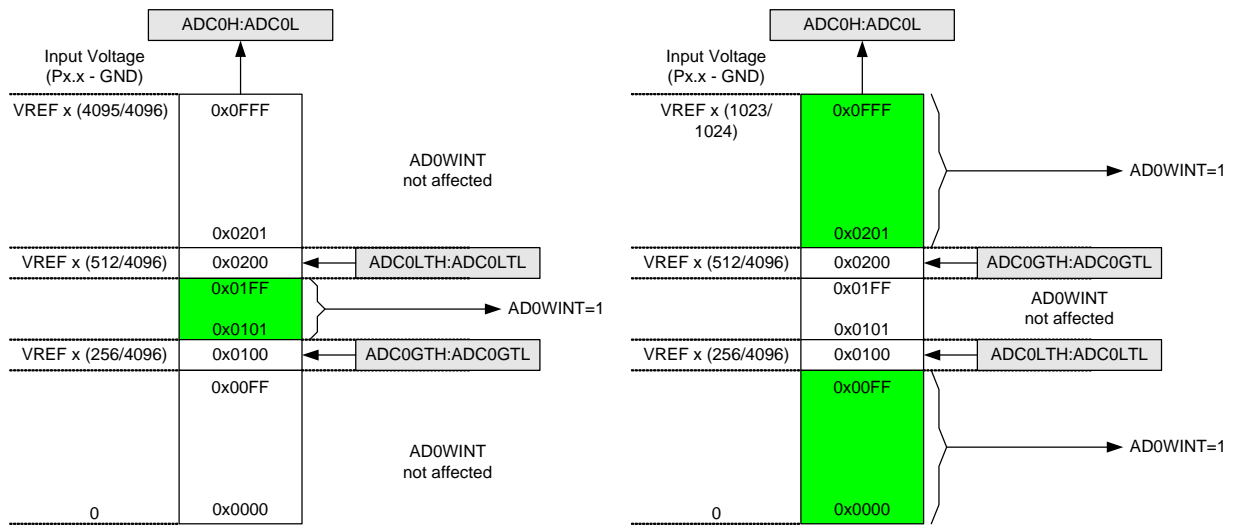 ADC0H:ADC0L
Input Voltage
(Px.x - GND)
VREF x (4095/4096)
0x0FFF
AD0WINT
not affected
0x0201
VREF x (512/4096)
0x0200
ADC0LTH:ADC0LTL
0x01FF
AD0WINT=1
0x0101
VREF x (256/4096)
0x0100
ADC0GTH:ADC0GTL
0x00FF
AD0WINT
not affected
0
0x0000
ADC0H:ADC0L
Input Voltage
(Px.x - GND)
VREF x (1023/
1024)
0x0FFF
AD0WINT=1
0x0201
VREF x (512/4096)
0x0200
ADC0GTH:ADC0GTL
0x01FF
AD0WINT
not affected
0x0101
VREF x (256/4096)
0x0100
ADC0LTH:ADC0LTL
0x00FF
AD0WINT=1
0
0x0000